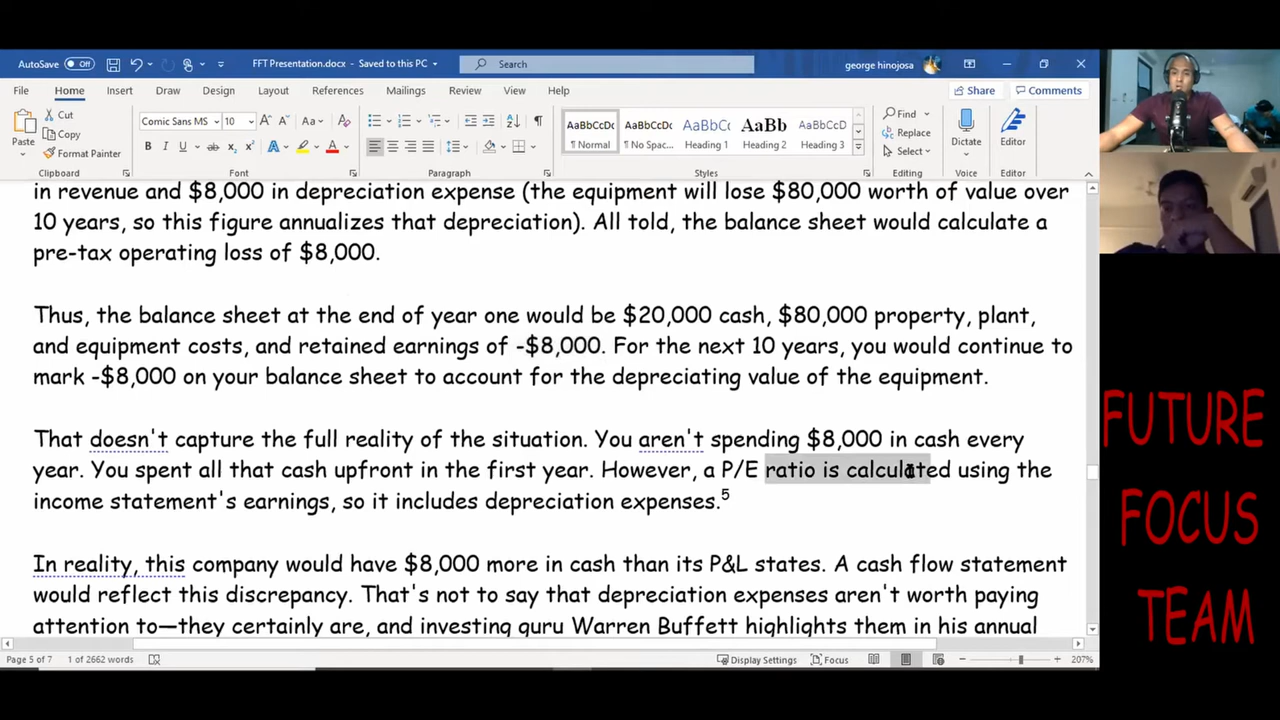 AutoSave Off FFT Presentation.docx - Saved to this PC Search george hinojosa
File Home Insert Draw Design Layout References Mailings Review View Help Share Comments
Paste Cut Copy Format Painter
Comic Sans MS 10
AaBbCcDc AaBbCcDc AaBbCc AaBb AaBbCcD
¶ Normal ¶ No Spac... Heading 1 Heading 2 Heading 3
Find Replace Select Dictate Editor
Clipboard Font Paragraph Styles Editing Voice Editor
in revenue and $8,000 in depreciation expense (the equipment will lose $80,000 worth of value over
10 years, so this figure annualizes that depreciation). All told, the balance sheet would calculate a
pre-tax operating loss of $8,000.
Thus, the balance sheet at the end of year one would be $20,000 cash, $80,000 property, plant,
and equipment costs, and retained earnings of -$8,000. For the next 10 years, you would continue to
mark -$8,000 on your balance sheet to account for the depreciating value of the equipment.
That doesn't capture the full reality of the situation. You aren't spending $8,000 in cash every
year. You spent all that cash upfront in the first year. However, a P/E ratio is calculated using the
income statement's earnings, so it includes depreciation expenses.5
In reality, this company would have $8,000 more in cash than its P&L states. A cash flow statement
would reflect this discrepancy. That's not to say that depreciation expenses aren't worth paying
attention to—they certainly are, and investing guru Warren Buffett highlights them in his annual
Page 5 of 7 1 of 2662 words Display Settings Focus 207%
FUTURE
FOCUS
TEAM